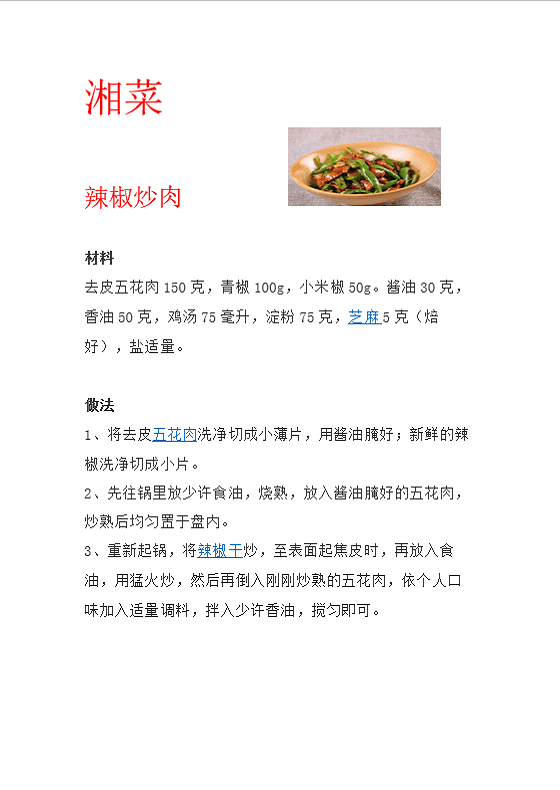 湘菜
辣椒炒肉
材料
去皮五花肉 150 克，青椒 100g，小米椒 50g。酱油 30 克，
香油 50 克，鸡汤 75 毫升，淀粉 75 克，芝麻 5 克（焙
好），盐适量。
做法
1、将去皮五花肉洗净切成小薄片，用酱油腌好；新鲜的辣
椒洗净切成小片。
2、先往锅里放少许食油，烧熟，放入酱油腌好的五花肉，
炒熟后均匀置于盘内。
3、重新起锅，将辣椒干炒，至表面起焦皮时，再放入食
油，用猛火炒，然后再倒入刚刚炒熟的五花肉，依个人口
味加入适量调料，拌入少许香油，搅匀即可。